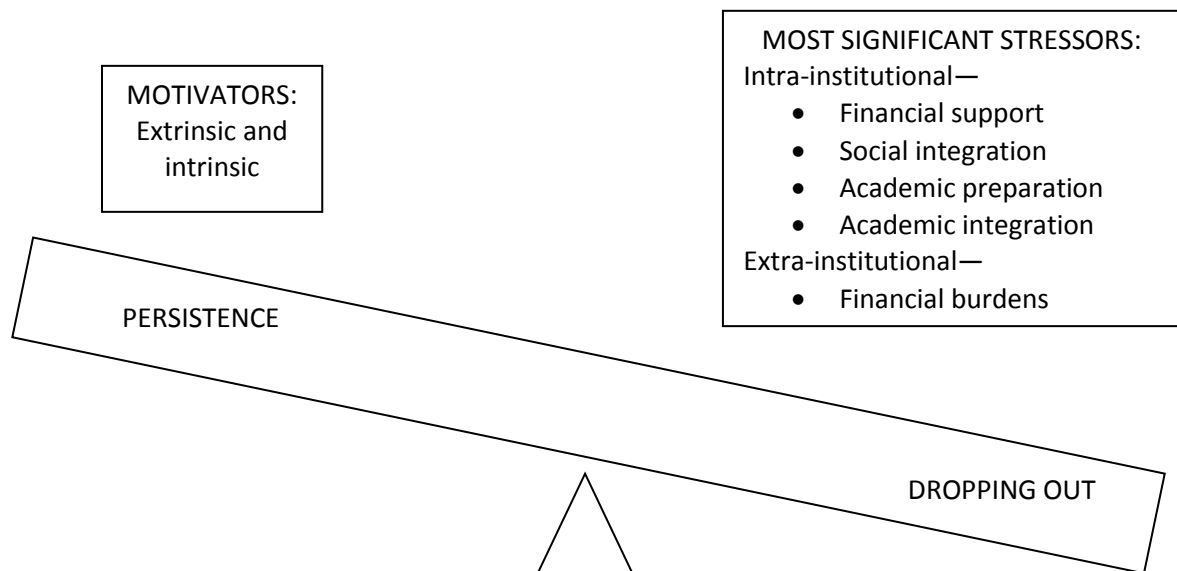 MOTIVATORS:
Extrinsic and
intrinsic
MOST SIGNIFICANT STRESSORS:
Intra-institutional—
• Financial support
• Social integration
• Academic preparation
• Academic integration
Extra-institutional—
• Financial burdens
PERSISTENCE
DROPPING OUT